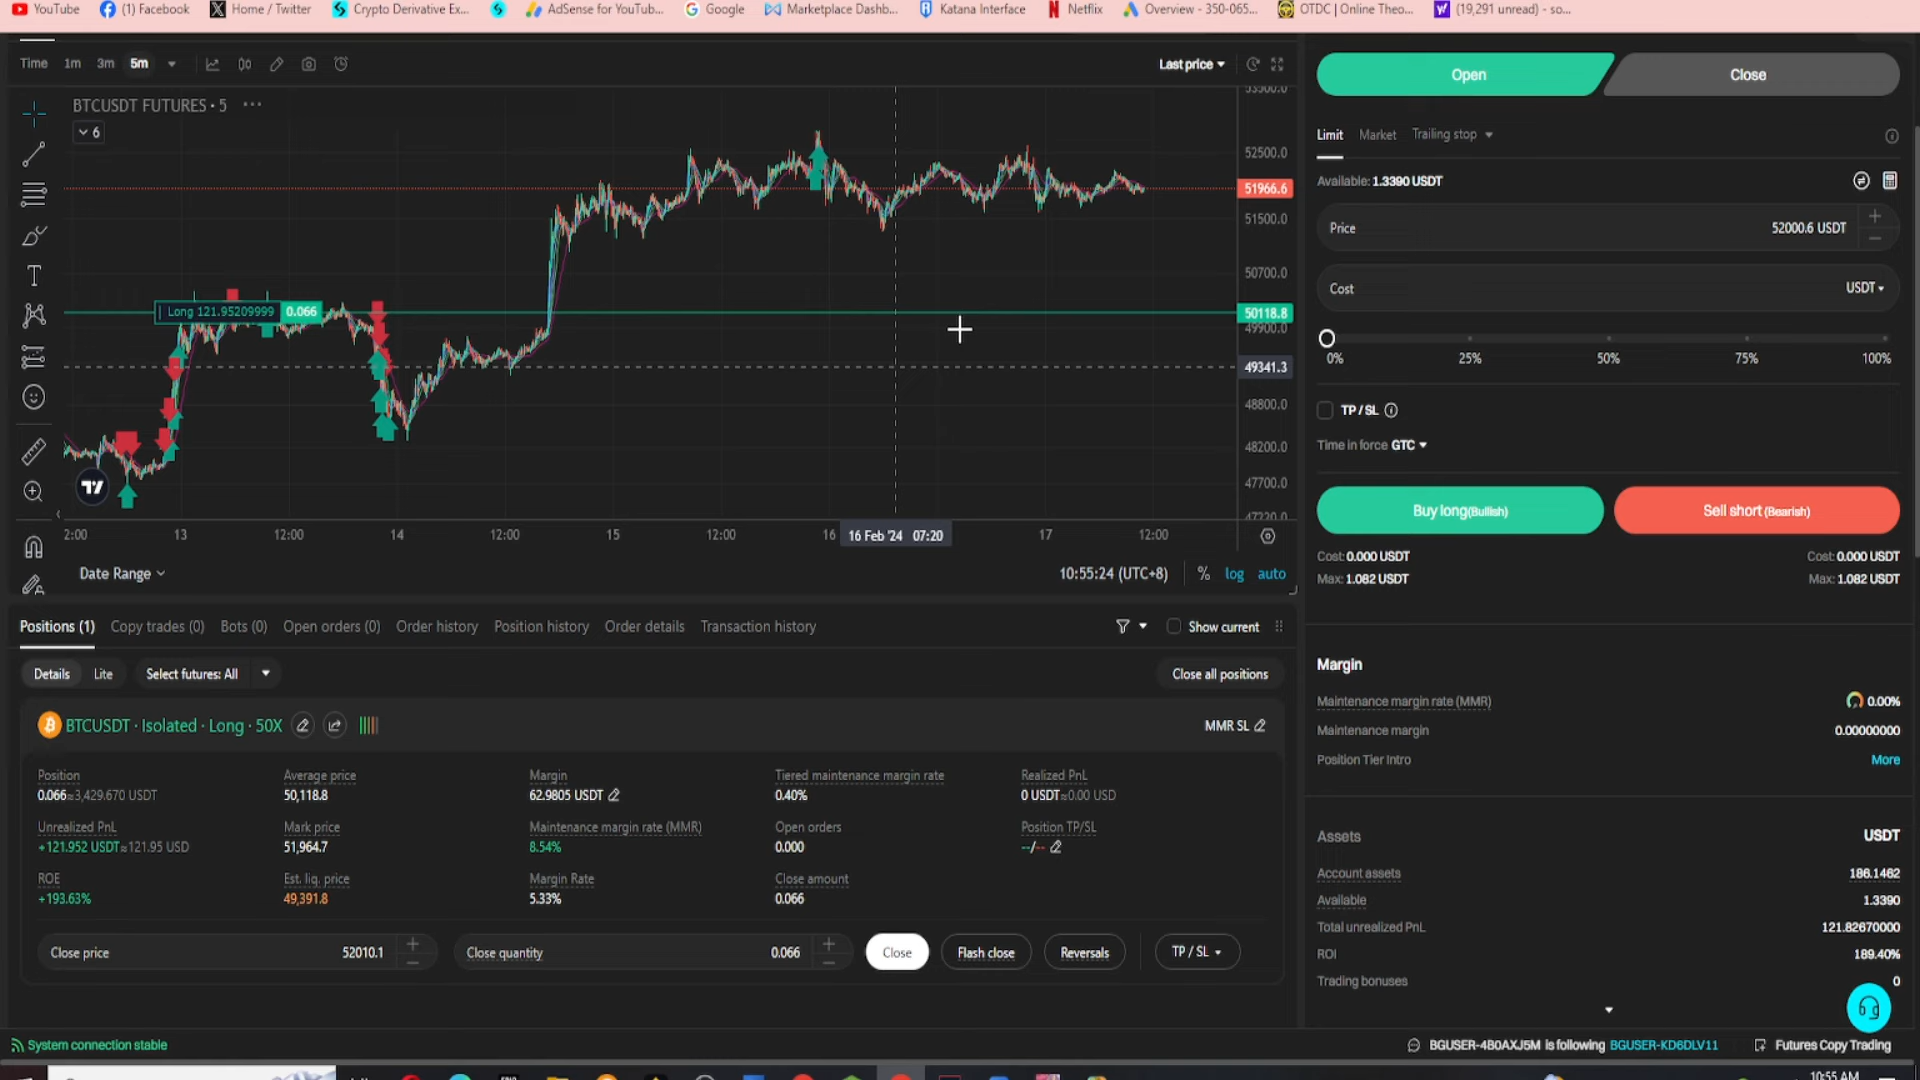 YouTube (1) Facebook Home / Twitter Crypto Derivative Ex... AdSense for YouTub... Google Marketplace Dashb... Katana Interface Netflix Overview - 350-065... OTDC | Online Theo... (19,291 unread) - so...
Time 1m 3m 5m Last price
BTCUSDT FUTURES · 5 ···
6
53300.0
52500.0
51966.6
51500.0
50700.0
Long 121.95209999 0.066 50118.8
49900.0
49341.3
48800.0
48200.0
47700.0
47220.0
2:00 13 12:00 14 12:00 15 12:00 16 16 Feb '24 07:20 17 12:00
Date Range 10:55:24 (UTC+8) % log auto
Open Close
Limit Market Trailing stop
Available: 1.3390 USDT
Price 52000.6 USDT
Cost USDT
0% 25% 50% 75% 100%
TP / SL
Time in force GTC
Buy long(Bullish) Sell short (Bearish)
Cost: 0.000 USDT Cost: 0.000 USDT
Max: 1.082 USDT Max: 1.082 USDT
Positions (1) Copy trades (0) Bots (0) Open orders (0) Order history Position history Order details Transaction history Show current
Details Lite Select futures: All Close all positions
BTCUSDT · Isolated · Long · 50X MMR SL
Position Average price Margin Tiered maintenance margin rate Realized PnL
0.066≈3,429.670 USDT 50,118.8 62.9805 USDT 0.40% 0 USDT≈0.00 USD
Unrealized PnL Mark price Maintenance margin rate (MMR) Open orders Position TP/SL
+121.952 USDT≈121.95 USD 51,964.7 8.54% 0.000 --/--
ROE Est. liq. price Margin Rate Close amount
+193.63% 49,391.8 5.33% 0.066
Close price 52010.1 Close quantity 0.066 Close Flash close Reversals TP / SL
Margin
Maintenance margin rate (MMR) 0.00%
Maintenance margin 0.00000000
Position Tier Intro More
Assets USDT
Account assets 186.1462
Available 1.3390
Total unrealized PnL 121.82670000
ROI 189.40%
Trading bonuses 0
System connection stable BGUSER-4B0AXJ5M is following BGUSER-KD6DLV11 Futures Copy Trading
10:55 AM